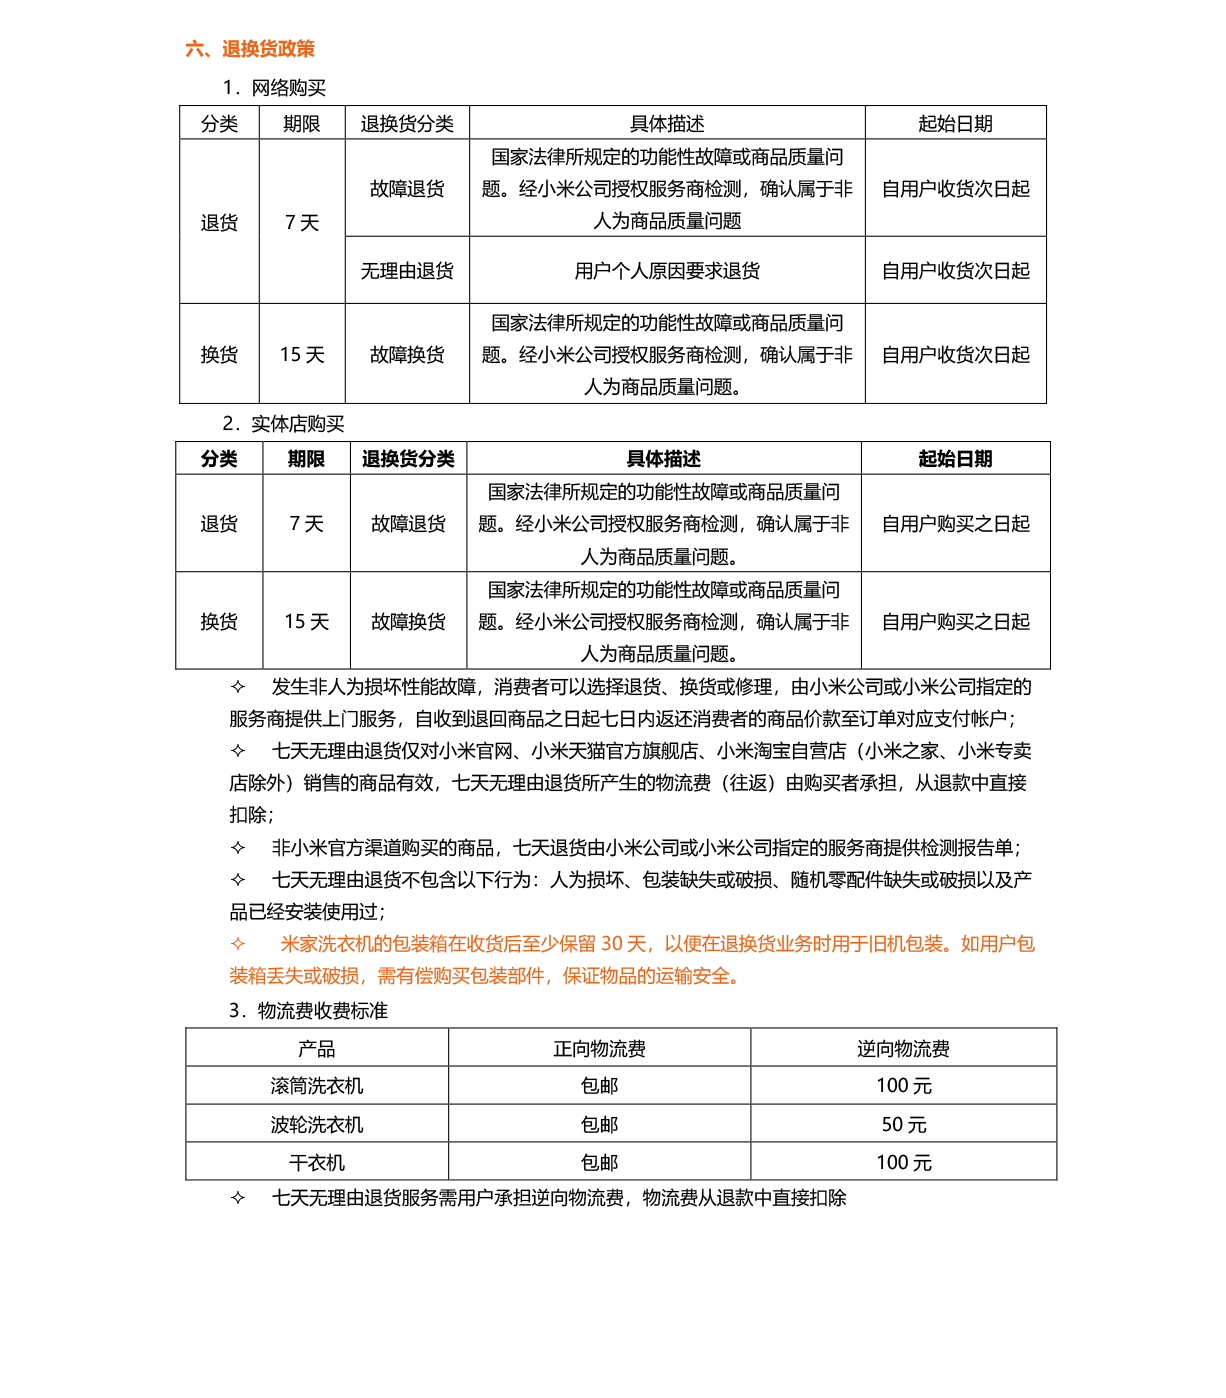 六、退换货政策
1．网络购买
分类 期限 退换货分类 具体描述 起始日期
退货 7 天 故障退货 国家法律所规定的功能性故障或商品质量问
题。经小米公司授权服务商检测，确认属于非
人为商品质量问题 自用户收货次日起
无理由退货 用户个人原因要求退货 自用户收货次日起
换货 15 天 故障换货 国家法律所规定的功能性故障或商品质量问
题。经小米公司授权服务商检测，确认属于非
人为商品质量问题。 自用户收货次日起
2．实体店购买
分类 期限 退换货分类 具体描述 起始日期
退货 7 天 故障退货 国家法律所规定的功能性故障或商品质量问
题。经小米公司授权服务商检测，确认属于非
人为商品质量问题。 自用户购买之日起
换货 15 天 故障换货 国家法律所规定的功能性故障或商品质量问
题。经小米公司授权服务商检测，确认属于非
人为商品质量问题。 自用户购买之日起
✧ 发生非人为损坏性能故障，消费者可以选择退货、换货或修理，由小米公司或小米公司指定的
服务商提供上门服务，自收到退回商品之日起七日内返还消费者的商品价款至订单对应支付帐户；
✧ 七天无理由退货仅对小米官网、小米天猫官方旗舰店、小米淘宝自营店（小米之家、小米专卖
店除外）销售的商品有效，七天无理由退货所产生的物流费（往返）由购买者承担，从退款中直接
扣除；
✧ 非小米官方渠道购买的商品，七天退货由小米公司或小米公司指定的服务商提供检测报告单；
✧ 七天无理由退货不包含以下行为：人为损坏、包装缺失或破损、随机零配件缺失或破损以及产
品已经安装使用过；
✧ 米家洗衣机的包装箱在收货后至少保留 30 天，以便在退换货业务时用于旧机包装。如用户包
装箱丢失或破损，需有偿购买包装部件，保证物品的运输安全。
3．物流费收费标准
产品 正向物流费 逆向物流费
滚筒洗衣机 包邮 100 元
波轮洗衣机 包邮 50 元
干衣机 包邮 100 元
✧ 七天无理由退货服务需用户承担逆向物流费，物流费从退款中直接扣除